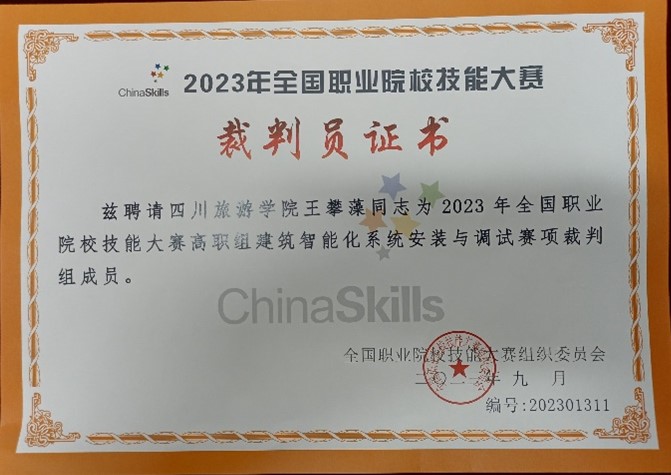 ChinaSkills
2023年全国职业院校技能大赛
裁判员证书
兹聘请四川旅游学院王攀藻同志为2023年全国职业
院校技能大赛高职组建筑智能化系统安装与调试赛项裁判
组成员。
ChinaSkills
全国职业院校技能大赛组织委员会
二〇二 年九 月
编号:202301311